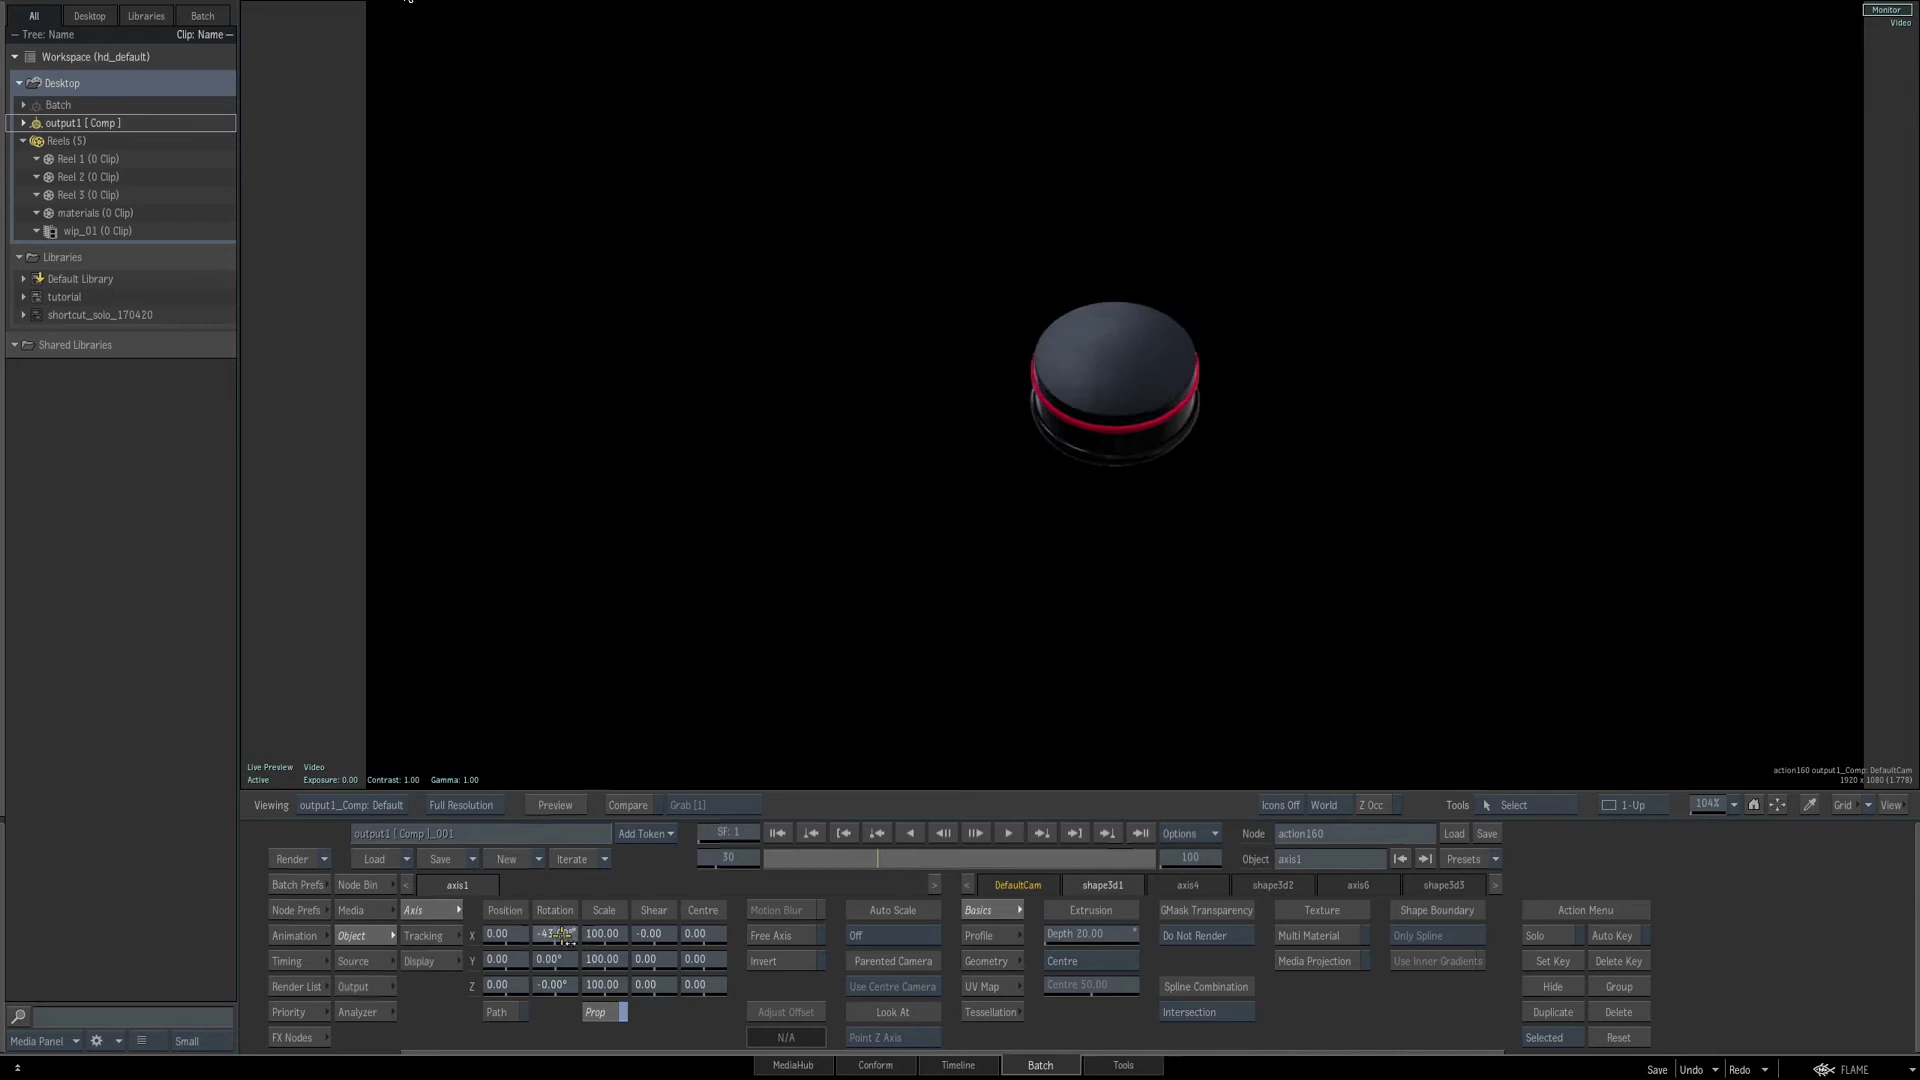 All Desktop Libraries Batch
Tree: Name Clip: Name
Workspace (hd_default)
Desktop
Batch
output1 [ Comp ]
Reels (5)
Reel 1 (0 Clip)
Reel 2 (0 Clip)
Reel 3 (0 Clip)
materials (0 Clip)
wip_01 (0 Clip)
Libraries
Default Library
tutorial
shortcut_solo_170420
Shared Libraries
Media Panel Small
Monitor
Video
Live Preview Video
Active Exposure: 0.00 Contrast: 1.00 Gamma: 1.00
action160 output1_Comp: DefaultCam
1920 x 1080 (1.778)
Viewing output1_Comp: Default Full Resolution Preview Compare Grab [1] Icons Off World Z Occ Tools Select 1-Up 104% Grid View
output1 [ Comp ]_001 Add Token SF: 1 Options Node action160 Load Save
Render Load Save New Iterate 30 100 Object axis1 Presets
Batch Prefs Node Bin < axis1 > < DefaultCam shape3d1 axis4 shape3d2 axis6 shape3d3 >
Node Prefs Media Axis Position Rotation Scale Shear Centre Motion Blur Auto Scale Basics Extrusion GMask Transparency Texture Shape Boundary Action Menu
Animation Object Tracking X 0.00 100.00 -0.00 0.00 Free Axis Off Profile Depth 20.00 Do Not Render Multi Material Only Spline Solo Auto Key
Timing Source Display Y 0.00 0.00° 100.00 0.00 0.00 Invert Parented Camera Geometry Centre Media Projection Use Inner Gradients Set Key Delete Key
Render List Output Z 0.00 -0.00° 100.00 0.00 0.00 Use Centre Camera UV Map Centre 50.00 Spline Combination Hide Group
Priority Analyzer Path Prop Adjust Offset Look At Tessellation Intersection Duplicate Delete
FX Nodes N/A Point Z Axis Selected Reset
MediaHub Conform Timeline Batch Tools Save Undo Redo FLAME